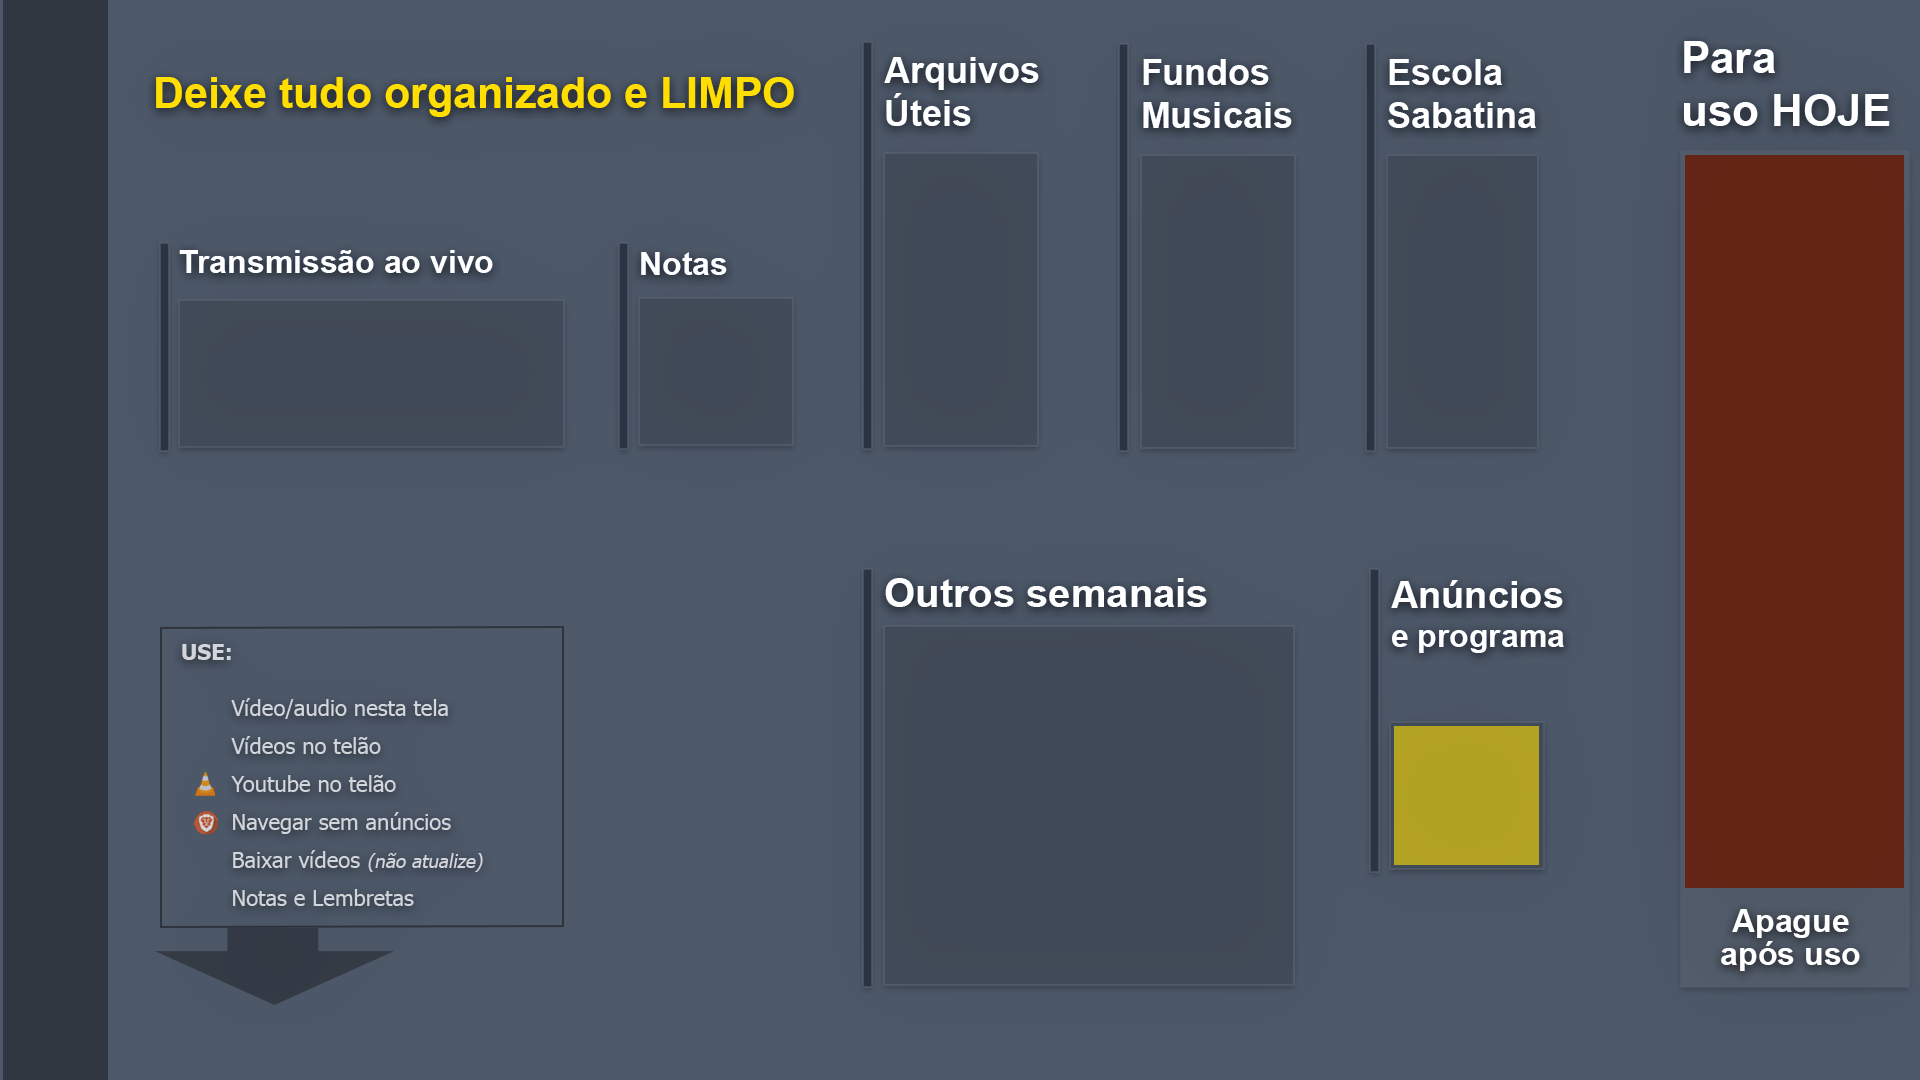 Deixe tudo organizado e LIMPO
Arquivos
Úteis
Fundos
Musicais
Escola
Sabatina
Para
uso HOJE
Transmissão ao vivo
Notas
Outros semanais
Anúncios
e programa
USE:
Vídeo/audio nesta tela
Vídeos no telão
Youtube no telão
Navegar sem anúncios
Baixar vídeos (não atualize)
Notas e Lembretas
Apague
após uso